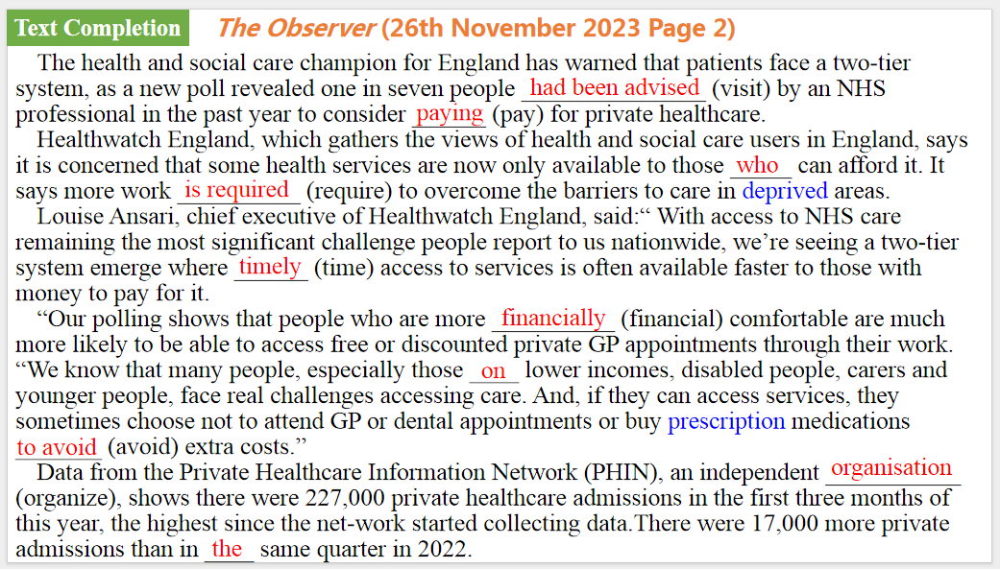 Text Completion The Observer (26th November 2023 Page 2)
The health and social care champion for England has warned that patients face a two-tier
system, as a new poll revealed one in seven people had been advised (visit) by an NHS
professional in the past year to consider paying (pay) for private healthcare.
Healthwatch England, which gathers the views of health and social care users in England, says
it is concerned that some health services are now only available to those who can afford it. It
says more work is required (require) to overcome the barriers to care in deprived areas.
Louise Ansari, chief executive of Healthwatch England, said:“ With access to NHS care
remaining the most significant challenge people report to us nationwide, we’re seeing a two-tier
system emerge where timely (time) access to services is often available faster to those with
money to pay for it.
“Our polling shows that people who are more financially (financial) comfortable are much
more likely to be able to access free or discounted private GP appointments through their work.
“We know that many people, especially those on lower incomes, disabled people, carers and
younger people, face real challenges accessing care. And, if they can access services, they
sometimes choose not to attend GP or dental appointments or buy prescription medications
to avoid (avoid) extra costs.”
Data from the Private Healthcare Information Network (PHIN), an independent organisation
(organize), shows there were 227,000 private healthcare admissions in the first three months of
this year, the highest since the net-work started collecting data.There were 17,000 more private
admissions than in the same quarter in 2022.